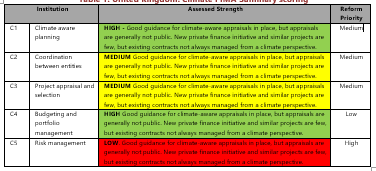 Table 1. United Kingdom: Climate-PIMA Summary Scoring
Institution
Assessed Strength
Reform
Priority
C1
Climate aware
planning
HIGH – Good guidance for climate-aware appraisals in place, but appraisals
are generally not public. New private finance initiative and similar projects are
few, but existing contracts not always managed from a climate perspective.
Medium
C2
Coordination
between entities
MEDIUM Good guidance for climate-aware appraisals in place, but appraisals
are generally not public. New private finance initiative and similar projects are
few, but existing contracts not always managed from a climate perspective.
Medium
C3
Project appraisal and
selection
MEDIUM Good guidance for climate-aware appraisals in place, but appraisals
are generally not public. New private finance initiative and similar projects are
few, but existing contracts not always managed from a climate perspective.
Medium
C4
Budgeting and
portfolio
management
HIGH Good guidance for climate-aware appraisals in place, but appraisals are
generally not public. New private finance initiative and similar projects are few,
but existing contracts not always managed from a climate perspective.
Low
C5
Risk management
LOW. Good guidance for climate-aware appraisals in place, but appraisals are
generally not public. New private finance initiative and similar projects are few,
but existing contracts not always managed from a climate perspective.
High